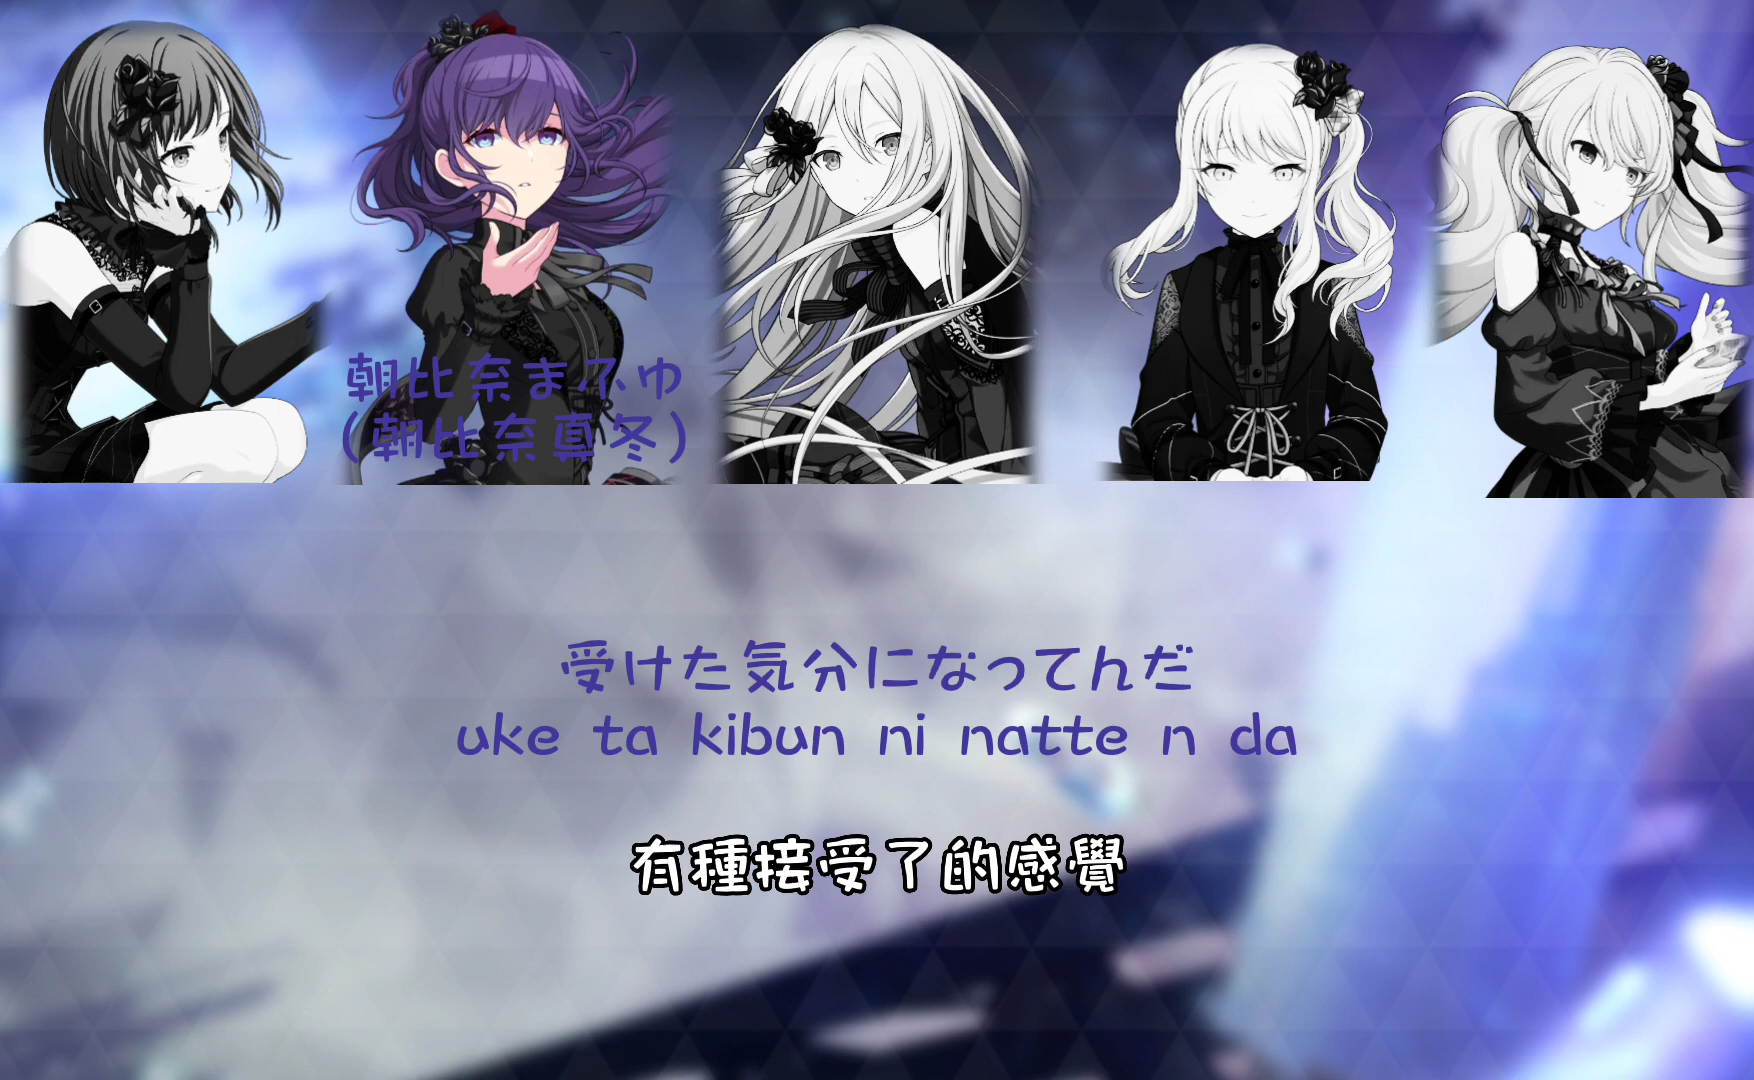 朝比奈まふゆ
(朝比奈真冬)
受けた気分になってんだ
uke ta kibun ni natte n da
有種接受了的感覺